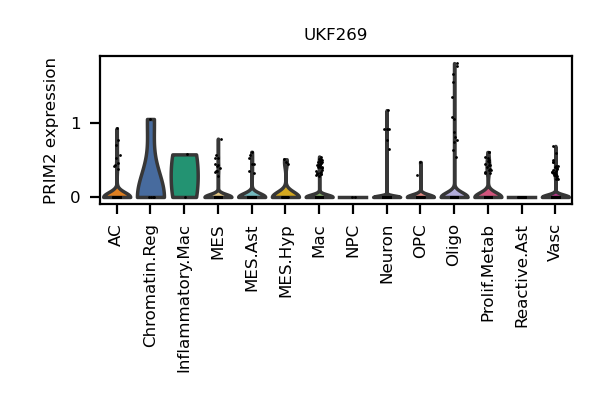 UKF269
PRIM2 expression
1
0
AC
Chromatin.Reg
Inflammatory.Mac
MES
MES.Ast
MES.Hyp
Mac
NPC
Neuron
OPC
Oligo
Prolif.Metab
Reactive.Ast
Vasc